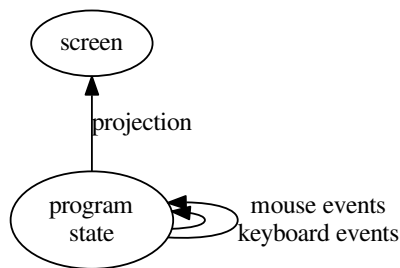 screen
projection
program
state
mouse events
keyboard events